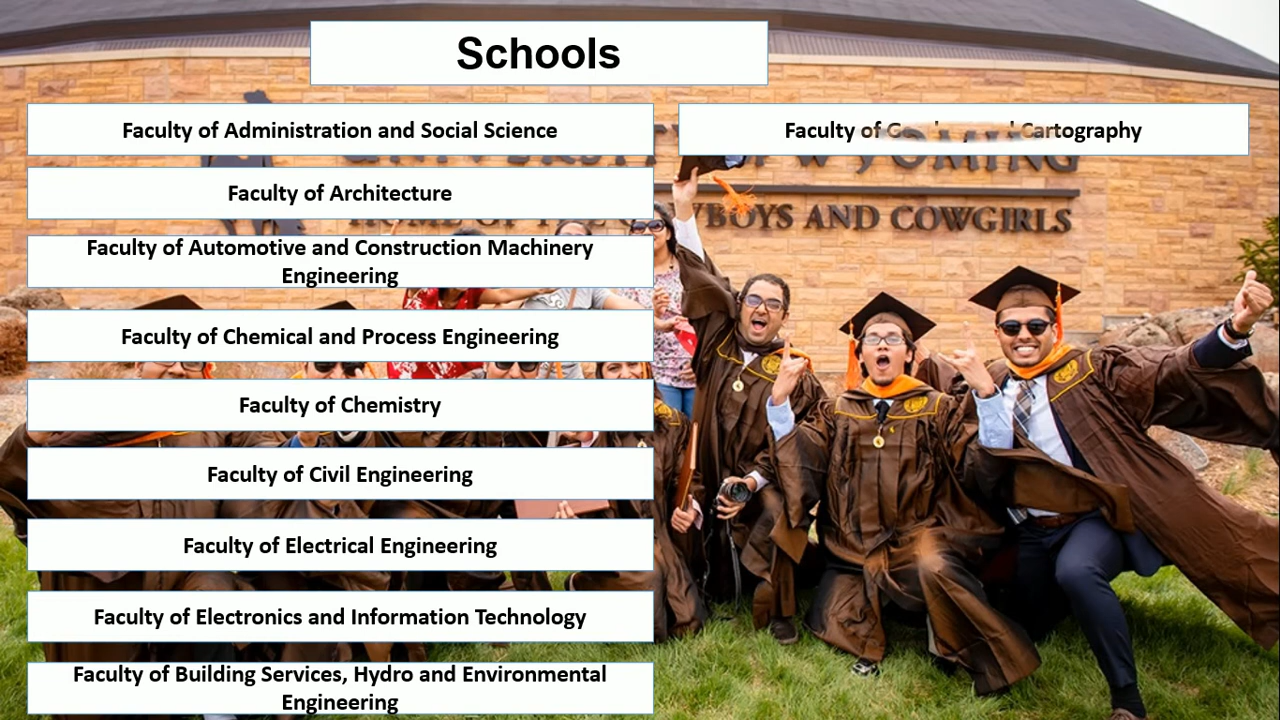 Schools
Faculty of Administration and Social Science
Faculty of Architecture
Faculty of Automotive and Construction Machinery
Engineering
Faculty of Chemical and Process Engineering
Faculty of Chemistry
Faculty of Civil Engineering
Faculty of Electrical Engineering
Faculty of Electronics and Information Technology
Faculty of Building Services, Hydro and Environmental
Engineering
Faculty of Cartography
WYOMING
AND COWGIRLS